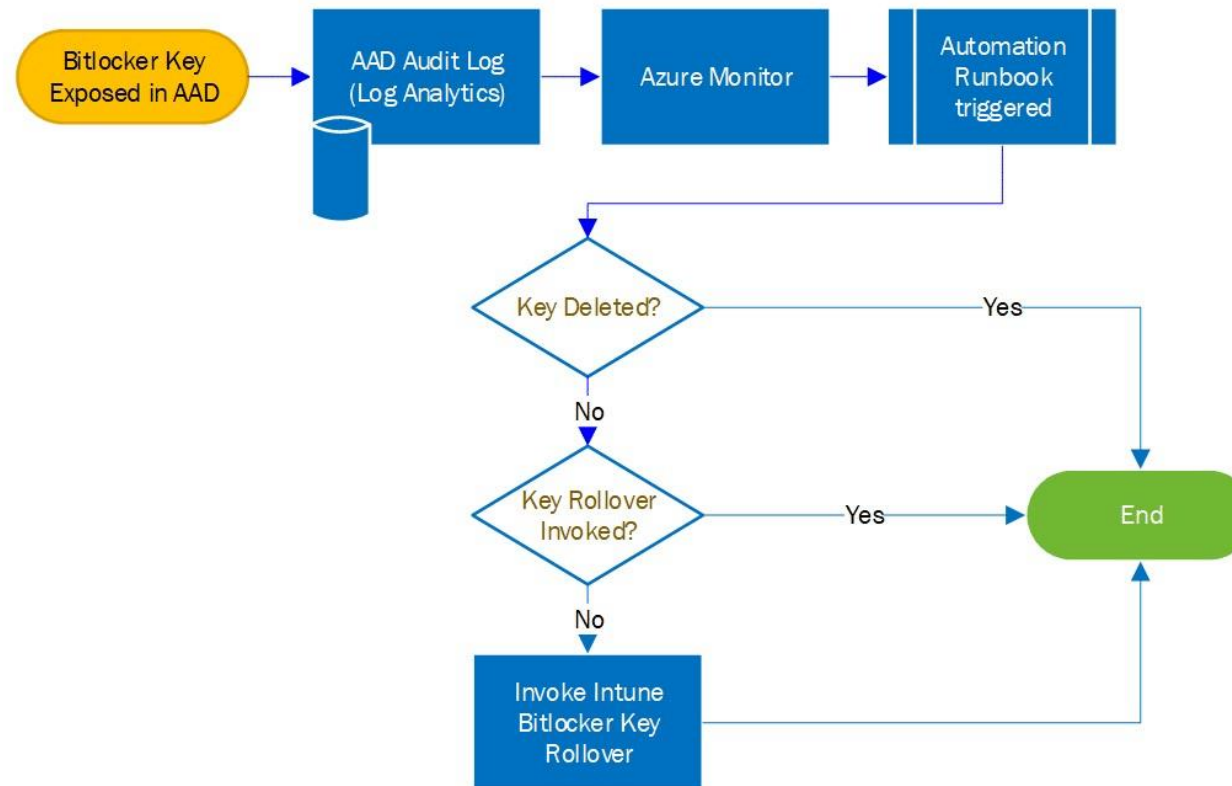 Bitlocker Key
Exposed in AAD
AAD Audit Log
(Log Analytics)
Azure Monitor
Automation
Runbook
triggered
Key Deleted?
Yes
No
Key Rollover
Invoked?
Yes
End
No
Invoke Intune
Bitlocker Key
Rollover